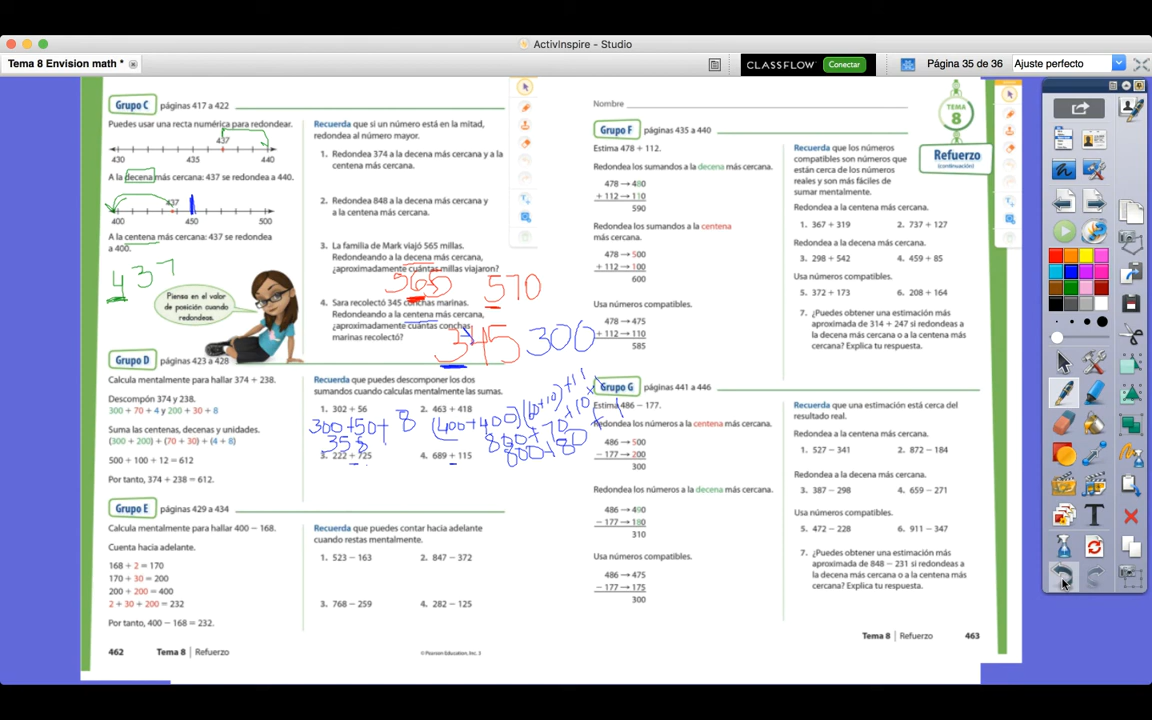 ActivInspire - Studio
Tema 8 Envision math *
CLASSFLOW Conectar
Página 35 de 36
Ajuste perfecto
Grupo C páginas 417 a 422
Puedes usar una recta numérica para redondear.
437
430 435 440
A la decena más cercana: 437 se redondea a 440.
437
400 450 500
A la centena más cercana: 437 se redondea
a 400.
437
Piensa en el valor
de posición cuando
redondeas.
Recuerda que si un número está en la mitad,
redondea al número mayor.
1. Redondea 374 a la decena más cercana y a la
centena más cercana.
2. Redondea 848 a la decena más cercana y
a la centena más cercana.
3. La familia de Mark viajó 565 millas.
Redondeando a la decena más cercana,
¿aproximadamente cuántas millas viajaron?
565 570
4. Sara recolectó 345 conchas marinas.
Redondeando a la centena más cercana,
¿aproximadamente cuántas conchas
marinas recolectó?
345 300
Grupo D páginas 423 a 428
Calcula mentalmente para hallar 374 + 238.
Descompón 374 y 238.
300 + 70 + 4 y 200 + 30 + 8
Suma las centenas, decenas y unidades.
(300 + 200) + (70 + 30) + (4 + 8)
500 + 100 + 12 = 612
Por tanto, 374 + 238 = 612.
Recuerda que puedes descomponer los dos
sumandos cuando calculas mentalmente las sumas.
1. 302 + 56
2. 463 + 418
300+50+ 8
358
(400+400)
800+70+10+1
800+80
3. 222 + 725
4. 689 + 115
Grupo E páginas 429 a 434
Calcula mentalmente para hallar 400 − 168.
Cuenta hacia adelante.
168 + 2 = 170
170 + 30 = 200
200 + 200 = 400
2 + 30 + 200 = 232
Por tanto, 400 − 168 = 232.
Recuerda que puedes contar hacia adelante
cuando restas mentalmente.
1. 523 − 163
2. 847 − 372
3. 768 − 259
4. 282 − 125
462 Tema 8 | Refuerzo
© Pearson Education, Inc. 3
Nombre
TEMA
8
Refuerzo
(continuación)
Grupo F páginas 435 a 440
Estima 478 + 112.
Redondea los sumandos a la decena más cercana.
478 → 480
+ 112 → 110
590
Redondea los sumandos a la centena
más cercana.
478 → 500
+ 112 → 100
600
Usa números compatibles.
478 → 475
+ 112 → 110
585
Recuerda que los números
compatibles son números que
están cerca de los números
reales y son más fáciles de
sumar mentalmente.
Redondea a la centena más cercana.
1. 367 + 319
2. 737 + 127
Redondea a la decena más cercana.
3. 298 + 542
4. 459 + 85
Usa números compatibles.
5. 372 + 173
6. 208 + 164
7. ¿Puedes obtener una estimación más
aproximada de 314 + 247 si redondeas a
la decena más cercana o a la centena más
cercana? Explica tu respuesta.
Grupo G páginas 441 a 446
Estima 486 − 177.
Redondea los números a la centena más cercana.
486 → 500
− 177 → 200
300
Redondea los números a la decena más cercana.
486 → 490
− 177 → 180
310
Usa números compatibles.
486 → 475
− 177 → 175
300
Recuerda que una estimación está cerca del
resultado real.
Redondea a la centena más cercana.
1. 527 − 341
2. 872 − 184
Redondea a la decena más cercana.
3. 387 − 298
4. 659 − 271
Usa números compatibles.
5. 472 − 228
6. 911 − 347
7. ¿Puedes obtener una estimación más
aproximada de 848 − 231 si redondeas a
la decena más cercana o a la centena más
cercana? Explica tu respuesta.
Tema 8 | Refuerzo 463